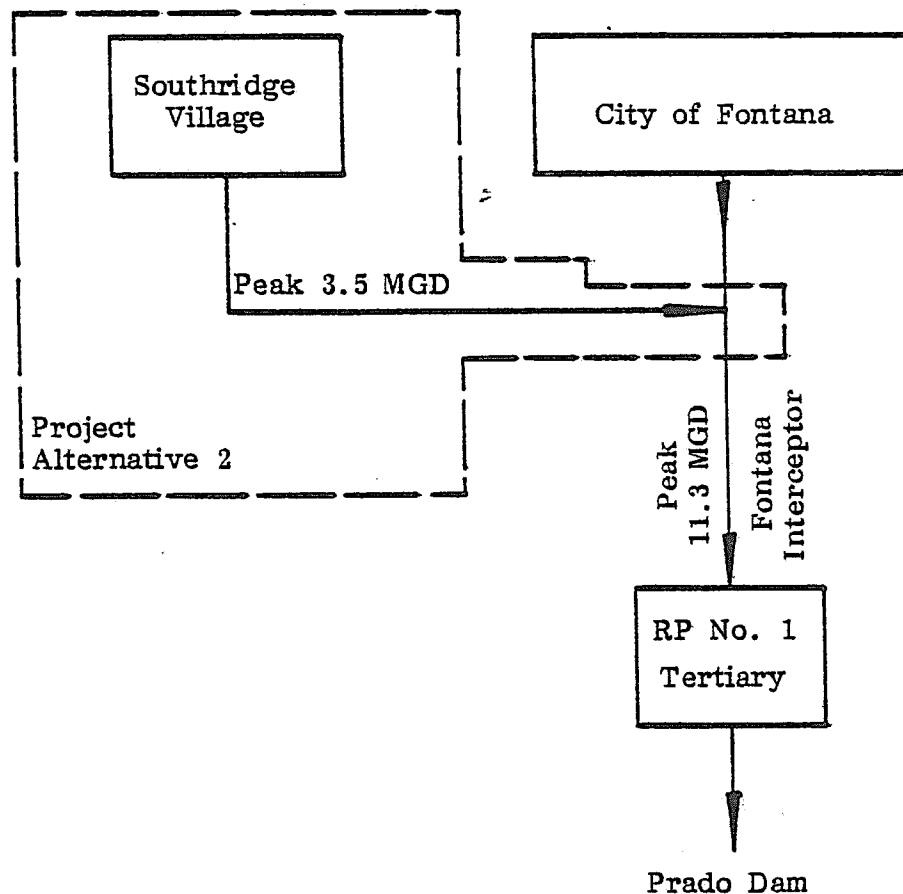 Southridge
Village
City of Fontana
Peak 3.5 MGD
Project
Alternative 2
Peak
11.3 MGD
Fontana
Interceptor
RP No. 1
Tertiary
Prado Dam